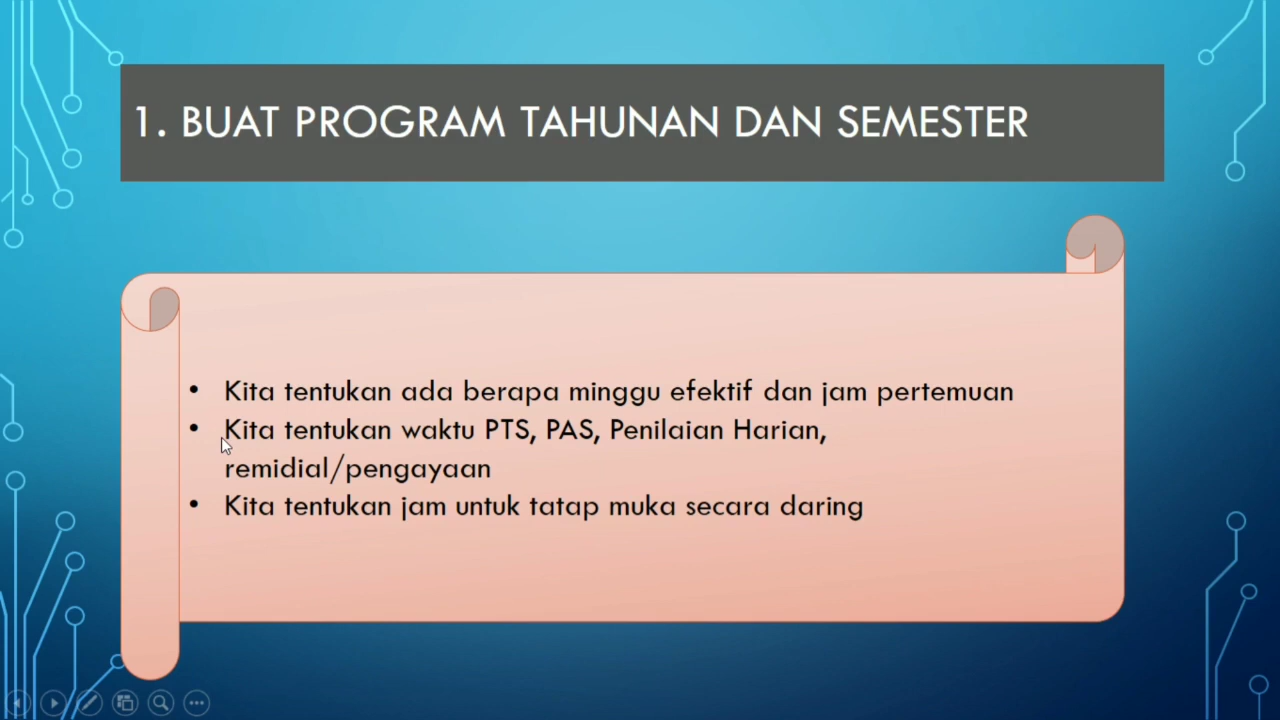 1. BUAT PROGRAM TAHUNAN DAN SEMESTER
• Kita tentukan ada berapa minggu efektif dan jam pertemuan
• Kita tentukan waktu PTS, PAS, Penilaian Harian,
remidial/pengayaan
• Kita tentukan jam untuk tatap muka secara daring